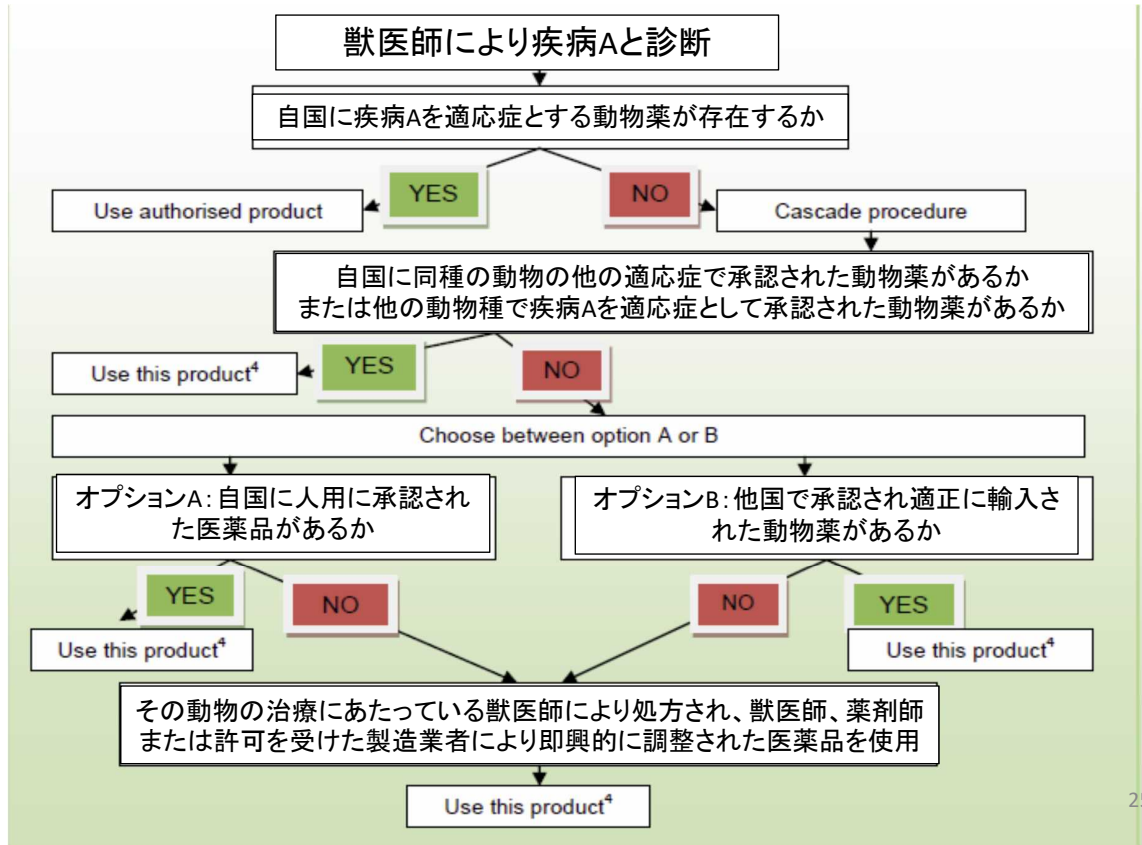 獣医師により疾病Aと診断
自国に疾病Aを適応症とする動物薬が存在するか
YES
NO
Use authorised product
Cascade procedure
自国に同種の動物の他の適応症で承認された動物薬があるか
または他の動物種で疾病Aを適応症として承認された動物薬があるか
YES
NO
Use this product⁴
Choose between option A or B
オプションA:自国に人用に承認され
た医薬品があるか
オプションB:他国で承認され適正に輸入さ
れた動物薬があるか
YES
NO
NO
YES
Use this product⁴
Use this product⁴
その動物の治療にあたっている獣医師により処方され、獣医師、薬剤師
または許可を受けた製造業者により即興的に調整された医薬品を使用
Use this product⁴
25